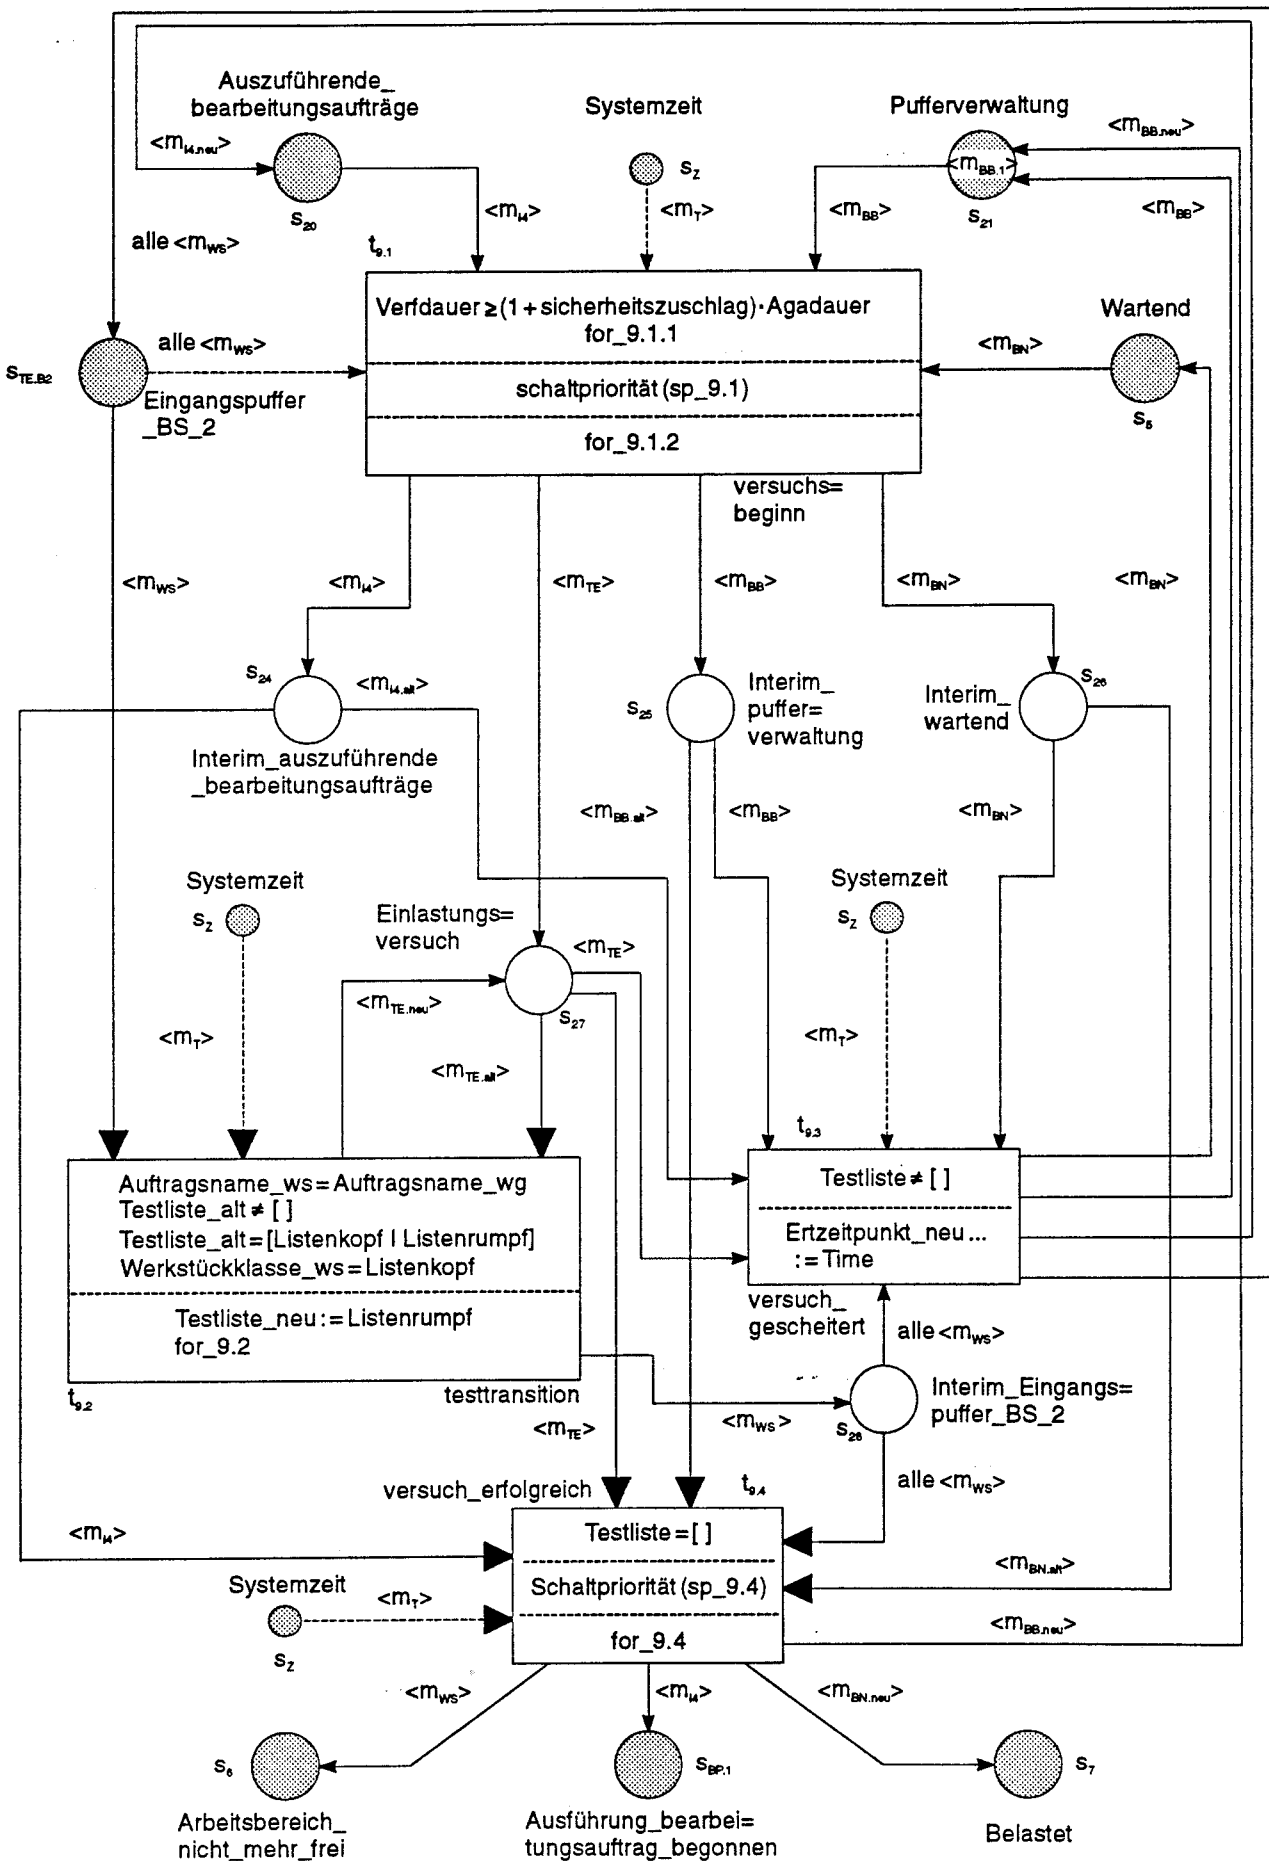 Auszuführende_
bearbeitungsaufträge
Systemzeit
Pufferverwaltung
<m_I4.neu>
<m_BB.neu>
s_Z
<m_BB.1>
s_20
<m_I4>
<m_T>
<m_BB>
s_21
<m_BB>
alle <m_WS>
t_9.1
Verfdauer ≥ (1 + sicherheitszuschlag) · Agadauer
for_9.1.1
Wartend
alle <m_WS>
<m_BN>
s_TE.B2
schaltpriorität (sp_9.1)
Eingangspuffer
_BS_2
s_5
for_9.1.2
versuchs=
beginn
<m_WS>
<m_I4>
<m_TE>
<m_BB>
<m_BN>
<m_BN>
s_24
<m_I4.alt>
s_25
Interim_
puffer=
verwaltung
Interim_
wartend
s_26
Interim_auszuführende
_bearbeitungsaufträge
<m_BB.alt>
<m_BB>
<m_BN>
Systemzeit
s_Z
Einlastungs=
versuch
Systemzeit
s_Z
<m_TE>
<m_TE.neu>
s_27
<m_T>
<m_TE.alt>
<m_T>
t_9.3
Auftragsname_ws = Auftragsname_wg
Testliste_alt ≠ [ ]
Testliste_alt = [Listenkopf | Listenrumpf]
Werkstückklasse_ws = Listenkopf
Testliste ≠ [ ]
Ertzeitpunkt_neu ...
: = Time
Testliste_neu : = Listenrumpf
for_9.2
versuch_
gescheitert
alle <m_WS>
t_9.2
testtransition
Interim_Eingangs=
puffer_BS_2
<m_TE>
<m_WS>
s_28
versuch_erfolgreich
t_9.4
alle <m_WS>
<m_I4>
Testliste = [ ]
Systemzeit
<m_T>
Schaltpriorität (sp_9.4)
<m_BN.alt>
s_Z
for_9.4
<m_BB.neu>
<m_WS>
<m_I4>
<m_BN.neu>
s_6
s_BP.1
s_7
Arbeitsbereich_
nicht_mehr_frei
Ausführung_bearbei=
tungsauftrag_begonnen
Belastet